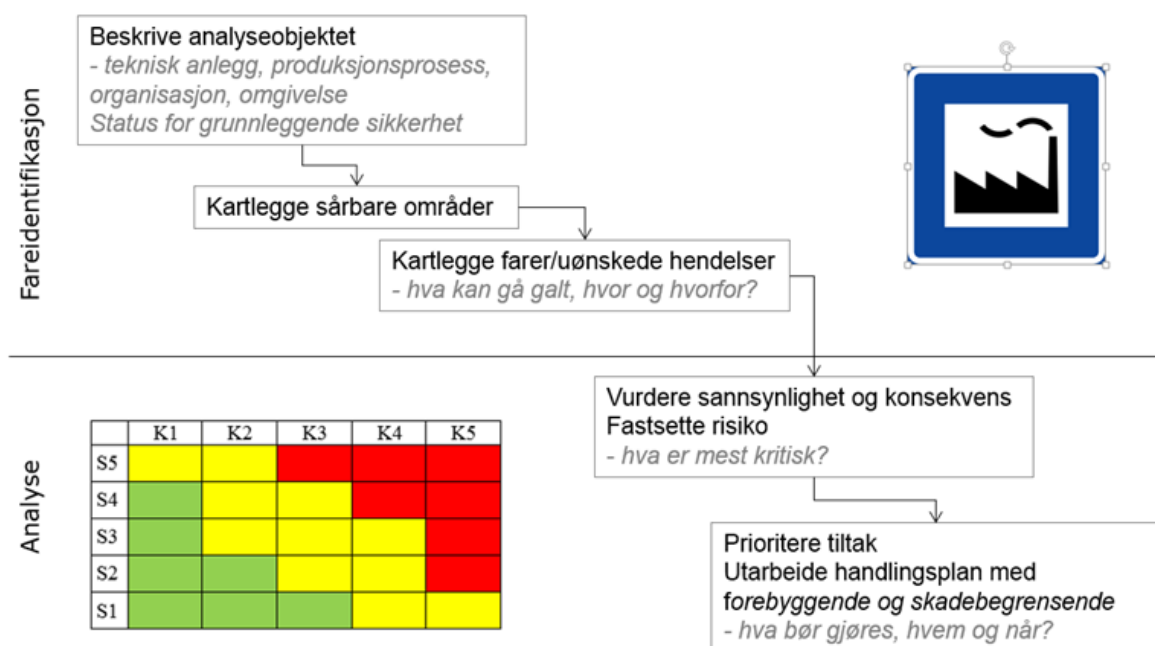 Fareidentifikasjon
Beskrive analyseobjektet
- teknisk anlegg, produksjonsprosess,
organisasjon, omgivelse
Status for grunnleggende sikkerhet
Kartlegge sårbare områder
Kartlegge farer/uønskede hendelser
- hva kan gå galt, hvor og hvorfor?
Analyse
K1 K2 K3 K4 K5
S5
S4
S3
S2
S1
Vurdere sannsynlighet og konsekvens
Fastsette risiko
- hva er mest kritisk?
Prioritere tiltak
Utarbeide handlingsplan med
forebyggende og skadebegrensende
- hva bør gjøres, hvem og når?